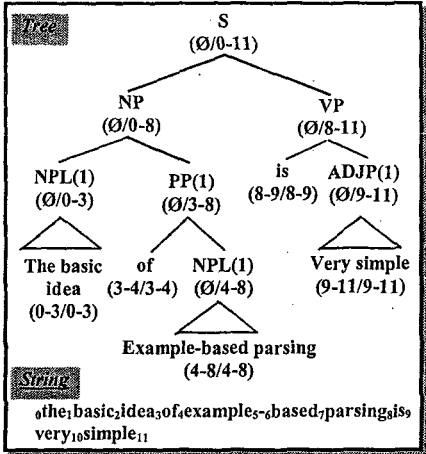 Tree
S
(Ø/0-11)
NP VP
(Ø/0-8) (Ø/8-11)
NPL(1) PP(1) is ADJP(1)
(Ø/0-3) (Ø/3-8) (8-9/8-9) (Ø/9-11)
The basic of NPL(1) Very simple
idea (3-4/3-4) (Ø/4-8) (9-11/9-11)
(0-3/0-3)
Example-based parsing
(4-8/4-8)
String
₀the₁basic₂idea₃of₄example₅-₆based₇parsing₈is₉
very₁₀simple₁₁